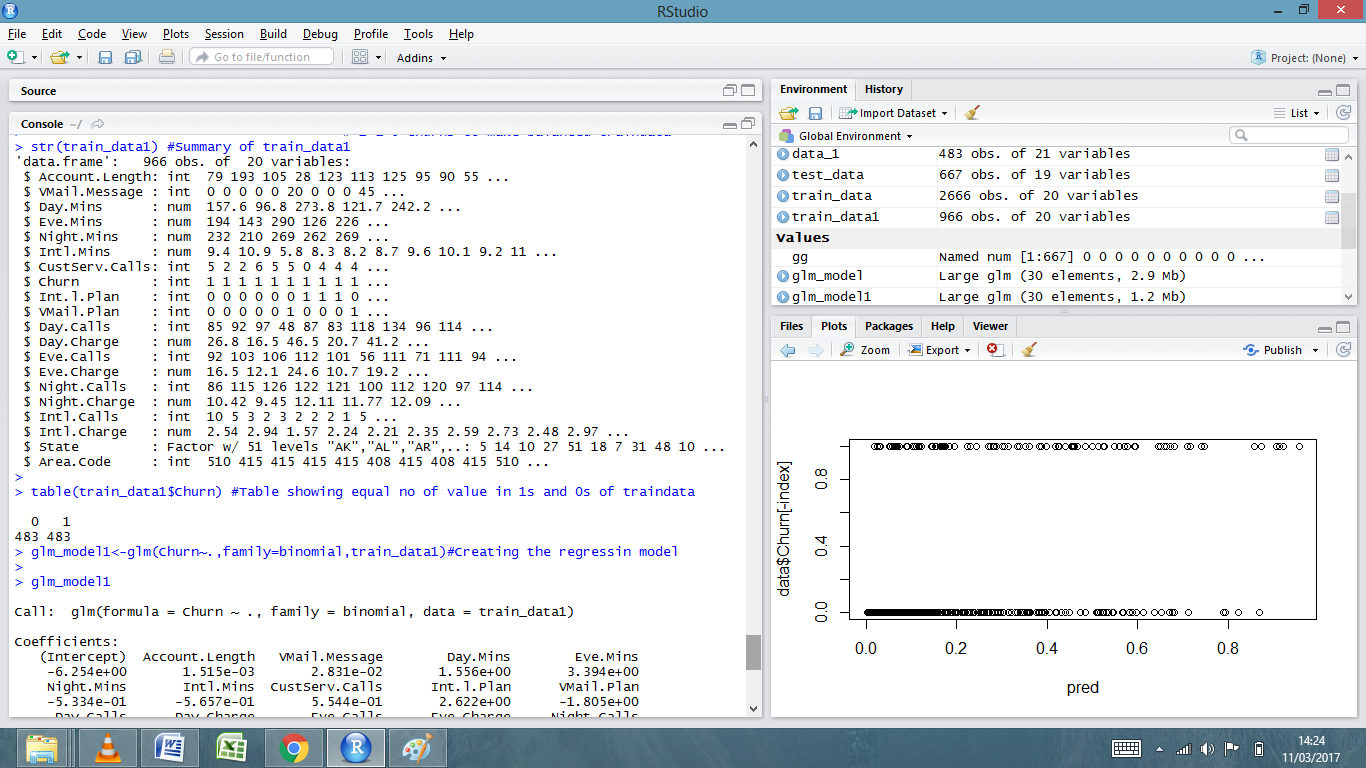 RStudio
File Edit Code View Plots Session Build Debug Profile Tools Help
Go to file/function Addins Project: (None)
Source
Console ~/
> str(train_data1) #Summary of train_data1
'data.frame': 966 obs. of 20 variables:
$ Account.Length: int 79 193 105 28 123 113 125 95 90 55 ...
$ VMail.Message : int 0 0 0 0 0 20 0 0 0 45 ...
$ Day.Mins : num 157.6 96.8 273.8 121.7 242.2 ...
$ Eve.Mins : num 194 143 290 126 226 ...
$ Night.Mins : num 232 210 269 262 269 ...
$ Intl.Mins : num 9.4 10.9 5.8 8.3 8.2 8.7 9.6 10.1 9.2 11 ...
$ CustServ.Calls: int 5 2 2 6 5 5 0 4 4 4 ...
$ Churn : int 1 1 1 1 1 1 1 1 1 1 ...
$ Int.l.Plan : int 0 0 0 0 0 0 1 1 1 0 ...
$ VMail.Plan : int 0 0 0 0 0 1 0 0 0 1 ...
$ Day.Calls : int 85 92 97 48 87 83 118 134 96 114 ...
$ Day.Charge : num 26.8 16.5 46.5 20.7 41.2 ...
$ Eve.Calls : int 92 103 106 112 101 56 111 71 111 94 ...
$ Eve.Charge : num 16.5 12.1 24.6 10.7 19.2 ...
$ Night.Calls : int 86 115 126 122 121 100 112 120 97 114 ...
$ Night.Charge : num 10.42 9.45 12.11 11.77 12.09 ...
$ Intl.Calls : int 10 5 3 2 3 2 2 2 1 5 ...
$ Intl.Charge : num 2.54 2.94 1.57 2.24 2.21 2.35 2.59 2.73 2.48 2.97 ...
$ State : Factor w/ 51 levels "AK","AL","AR",..: 5 14 10 27 51 18 7 31 48 10 ...
$ Area.Code : int 510 415 415 415 415 408 415 408 415 510 ...
>
> table(train_data1$Churn) #Table showing equal no of value in 1s and 0s of traindata
0 1
483 483
> glm_model1<-glm(Churn~.,family=binomial,train_data1)#Creating the regressin model
>
> glm_model1
Call: glm(formula = Churn ~ ., family = binomial, data = train_data1)
Coefficients:
(Intercept) Account.Length VMail.Message Day.Mins Eve.Mins
-6.254e+00 1.515e-03 2.831e-02 1.556e+00 3.394e+00
Night.Mins Intl.Mins CustServ.Calls Int.l.Plan VMail.Plan
-5.334e-01 -5.657e-01 5.544e-01 2.622e+00 -1.805e+00
Day.Calls Day.Charge Eve.Calls Eve.Charge Night.Calls
Environment History
Import Dataset List
Global Environment
data_1 483 obs. of 21 variables
test_data 667 obs. of 19 variables
train_data 2666 obs. of 20 variables
train_data1 966 obs. of 20 variables
Values
gg Named num [1:667] 0 0 0 0 0 0 0 0 0 0 ...
glm_model Large glm (30 elements, 2.9 Mb)
glm_model1 Large glm (30 elements, 1.2 Mb)
Files Plots Packages Help Viewer
Zoom Export Publish
data$Churn[-index]
0.8
0.4
0.0
0.0 0.2 0.4 0.6 0.8
pred
14:24
11/03/2017